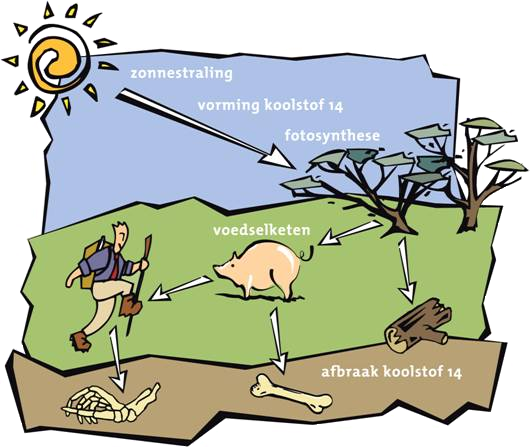 zonnestraling
vorming koolstof 14
fotosynthese
voedselketen
afbraak koolstof 14